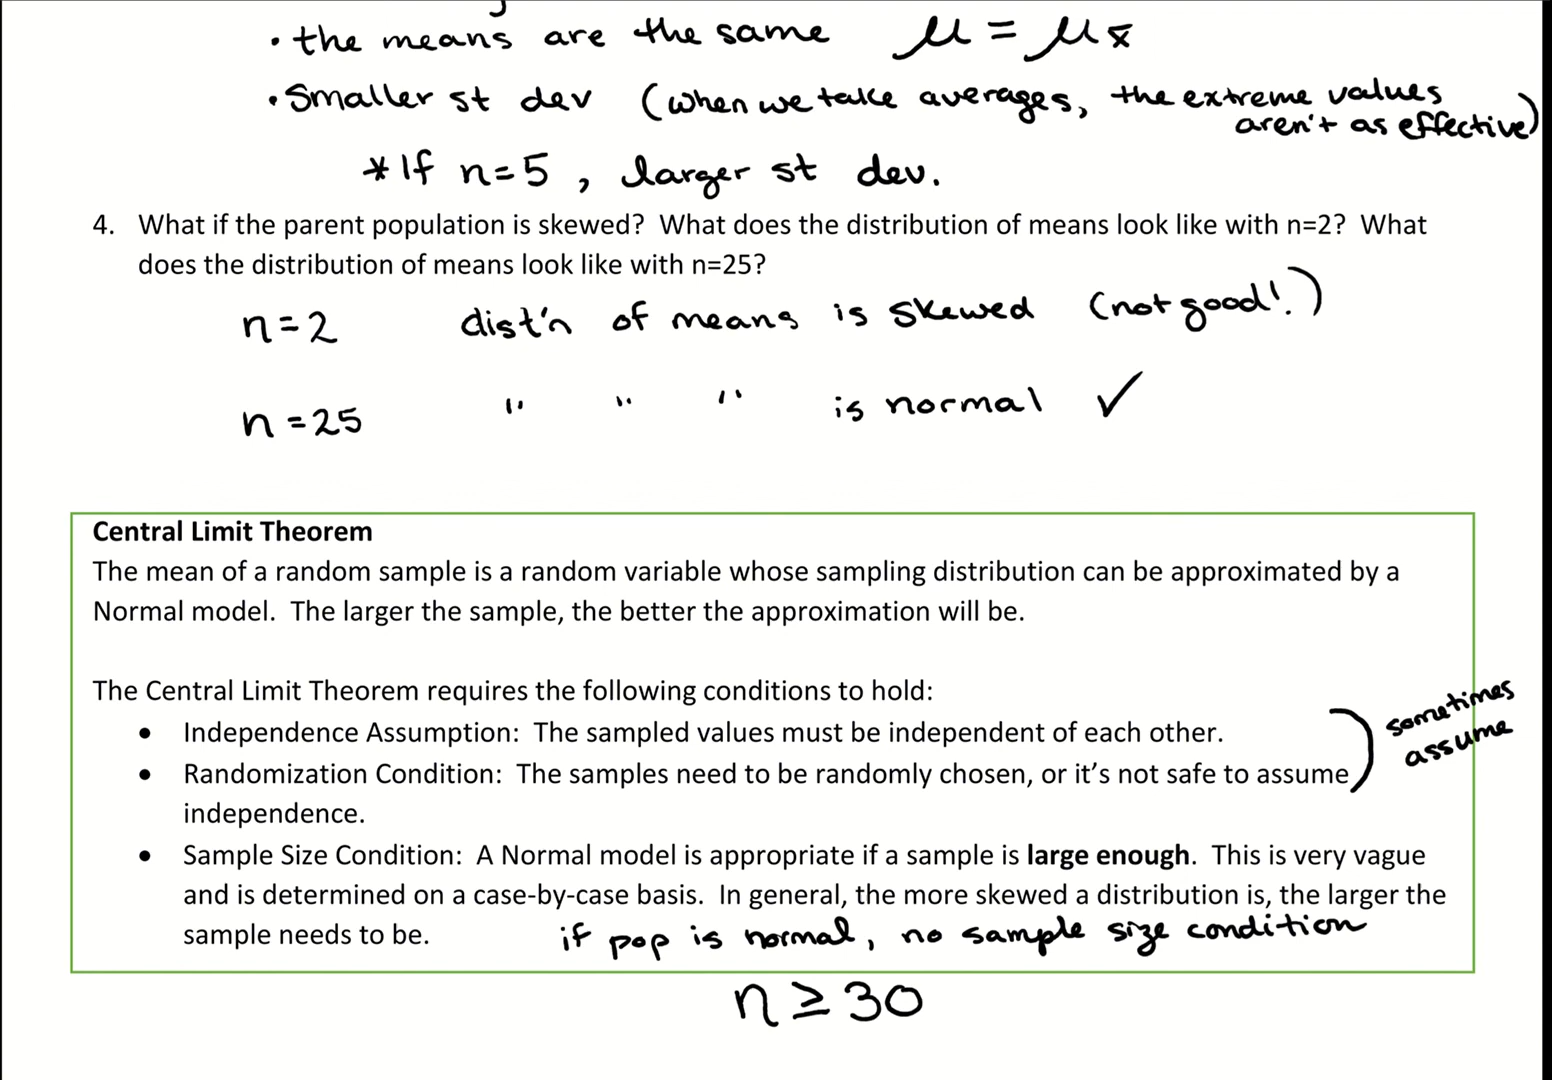 • the means are the same μ = μx̄
• Smaller st dev (when we take averages, the extreme values
aren't as effective)
* If n=5, larger st dev.
4. What if the parent population is skewed? What does the distribution of means look like with n=2? What
does the distribution of means look like with n=25?
n=2 dist'n of means is skewed (not good!)
n=25 " " " is normal ✓
Central Limit Theorem
The mean of a random sample is a random variable whose sampling distribution can be approximated by a
Normal model. The larger the sample, the better the approximation will be.
The Central Limit Theorem requires the following conditions to hold:
• Independence Assumption: The sampled values must be independent of each other.
• Randomization Condition: The samples need to be randomly chosen, or it's not safe to assume
independence.
sometimes
assume
• Sample Size Condition: A Normal model is appropriate if a sample is large enough. This is very vague
and is determined on a case-by-case basis. In general, the more skewed a distribution is, the larger the
sample needs to be. if pop is normal, no sample size condition
n ≥ 30